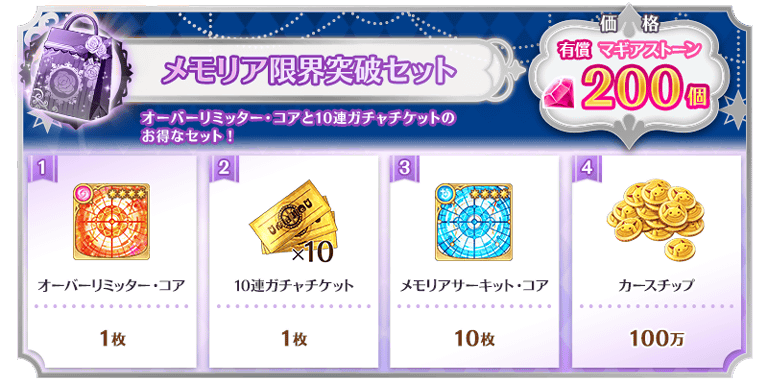 メモリア限界突破セット
オーバーリミッター・コアと10連ガチャチケットの
お得なセット！
価 格
有償 マギアストーン
200個
1
オーバーリミッター・コア
1枚
2
×10
10連ガチャチケット
1枚
3
メモリアサーキット・コア
10枚
4
カースチップ
100万